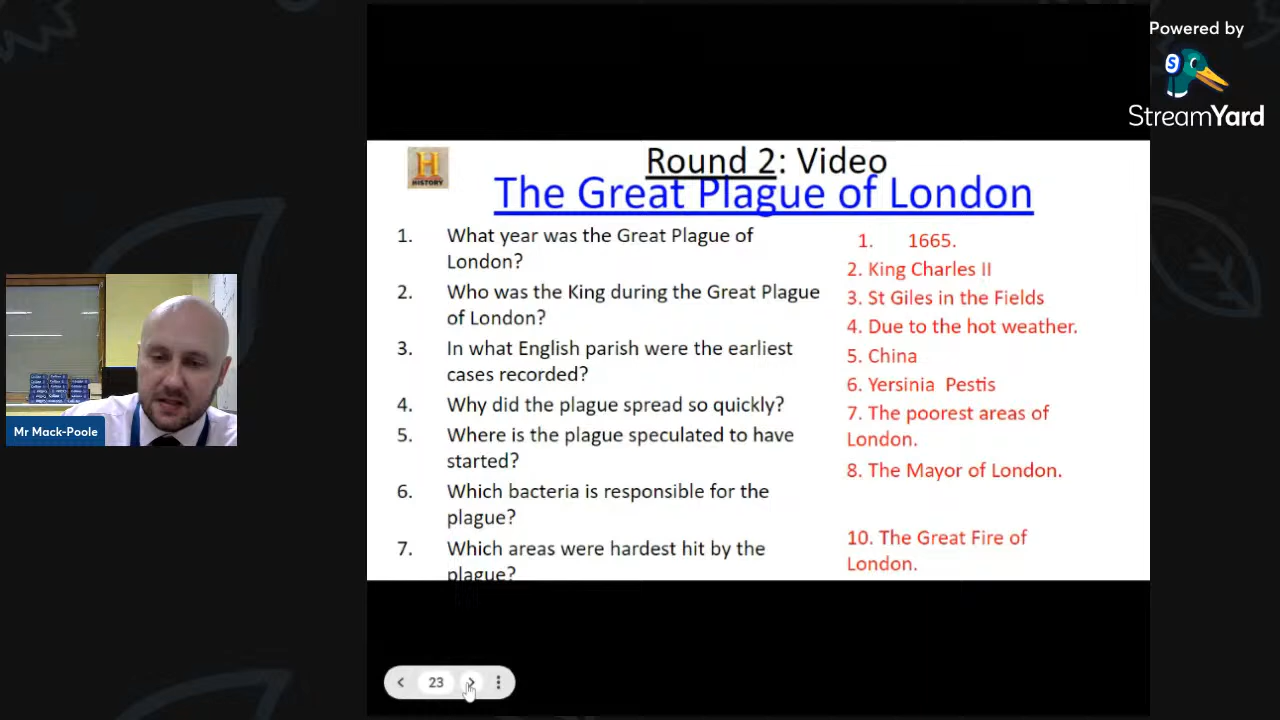 Powered by
StreamYard
S
H
HISTORY
Round 2: Video
The Great Plague of London
1. What year was the Great Plague of
London?
2. Who was the King during the Great Plague
of London?
3. In what English parish were the earliest
cases recorded?
4. Why did the plague spread so quickly?
5. Where is the plague speculated to have
started?
6. Which bacteria is responsible for the
plague?
7. Which areas were hardest hit by the
plague?
1. 1665.
2. King Charles II
3. St Giles in the Fields
4. Due to the hot weather.
5. China
6. Yersinia Pestis
7. The poorest areas of
London.
8. The Mayor of London.
10. The Great Fire of
London.
Mr Mack-Poole
23